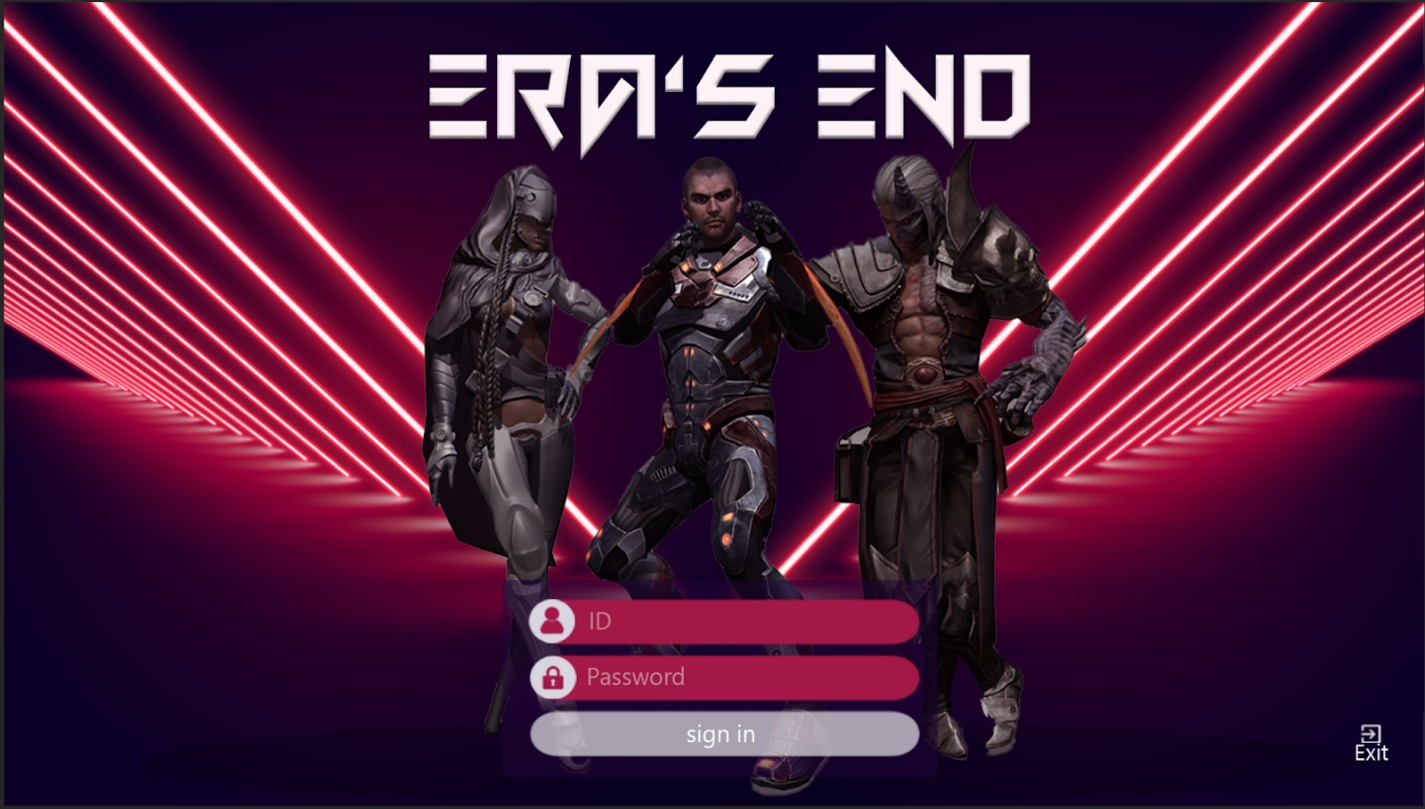 ERA'S END
ID
Password
sign in
Exit